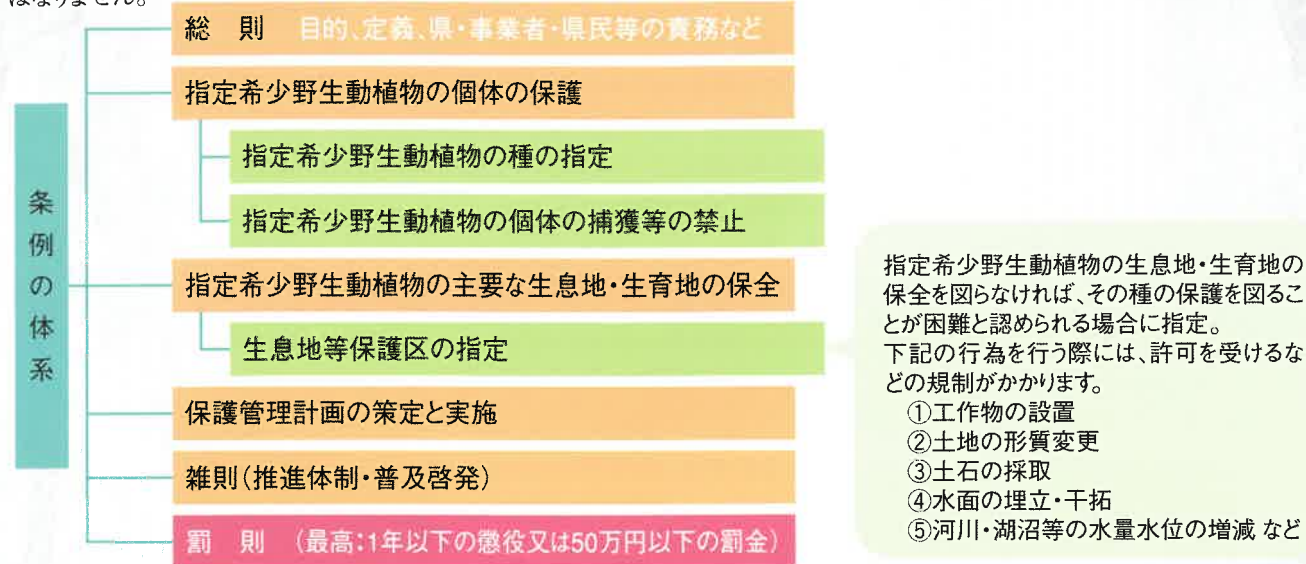 はなりません。
総　則　目的、定義、県・事業者・県民等の責務など
指定希少野生動植物の個体の保護
指定希少野生動植物の種の指定
指定希少野生動植物の個体の捕獲等の禁止
条例の体系
指定希少野生動植物の主要な生息地・生育地の保全
生息地等保護区の指定
保護管理計画の策定と実施
雑則(推進体制・普及啓発)
罰　則　(最高:1年以下の懲役又は50万円以下の罰金)
指定希少野生動植物の生息地・生育地の
保全を図らなければ、その種の保護を図るこ
とが困難と認められる場合に指定。
下記の行為を行う際には、許可を受けるな
どの規制がかかります。
①工作物の設置
②土地の形質変更
③土石の採取
④水面の埋立・干拓
⑤河川・湖沼等の水量水位の増減 など